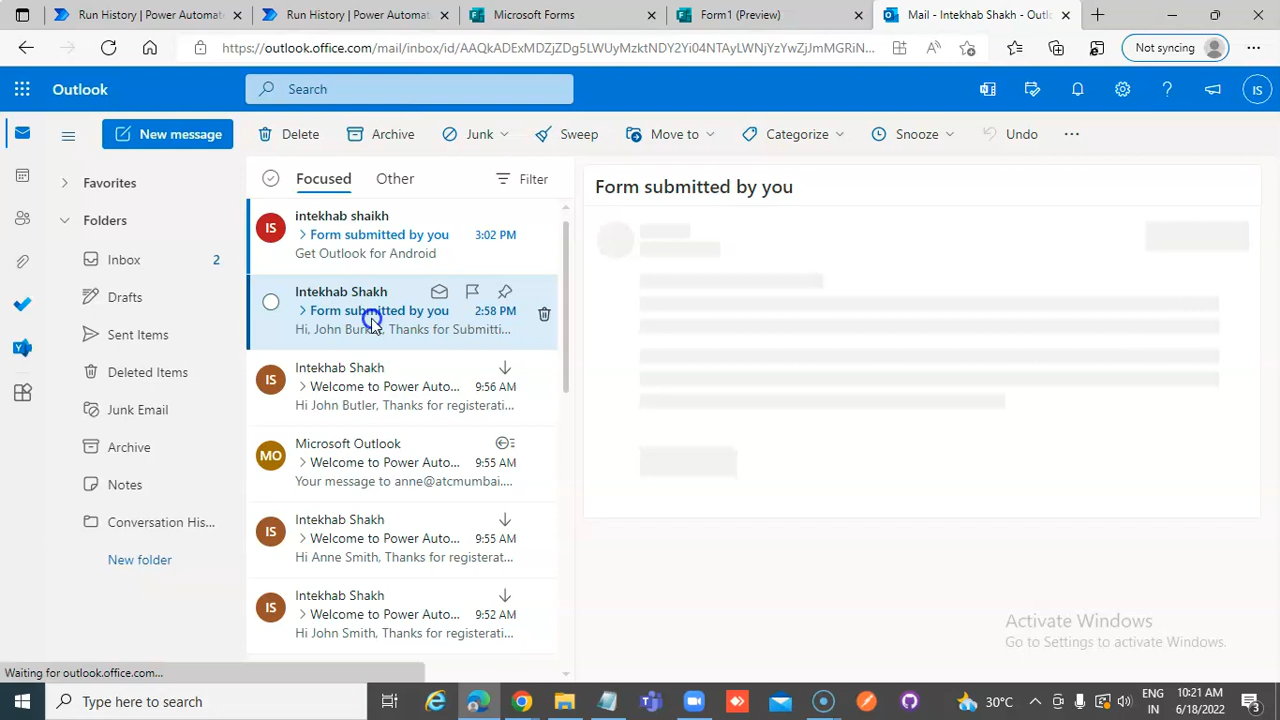 Run History | Power Automat
Run History | Power Automat
Microsoft Forms
Form1 (Preview)
Mail - Intekhab Shakh - Outl
https://outlook.office.com/mail/inbox/id/AAQkADExMDZjZDg5LWUyMzktNDY2Yi04NTAyLWNjYzYwZjJmMGRiN...
Not syncing
Outlook
Search
IS
New message
Delete
Archive
Junk
Sweep
Move to
Categorize
Snooze
Undo
Favorites
Folders
Inbox 2
Drafts
Sent Items
Deleted Items
Junk Email
Archive
Notes
Conversation His...
New folder
Focused
Other
Filter
IS
intekhab shaikh
Form submitted by you 3:02 PM
Get Outlook for Android
Intekhab Shakh
Form submitted by you 2:58 PM
Hi, John Burke, Thanks for Submitti...
IS
Intekhab Shakh
Welcome to Power Auto... 9:56 AM
Hi John Butler, Thanks for registerati...
MO
Microsoft Outlook
Welcome to Power Auto... 9:55 AM
Your message to anne@atcmumbai....
IS
Intekhab Shakh
Welcome to Power Auto... 9:55 AM
Hi Anne Smith, Thanks for registerat...
IS
Intekhab Shakh
Welcome to Power Auto... 9:52 AM
Hi John Smith, Thanks for registerati...
Form submitted by you
Activate Windows
Go to Settings to activate Windows.
Waiting for outlook.office.com...
Type here to search
30°C
ENG
IN
10:21 AM
6/18/2022
3